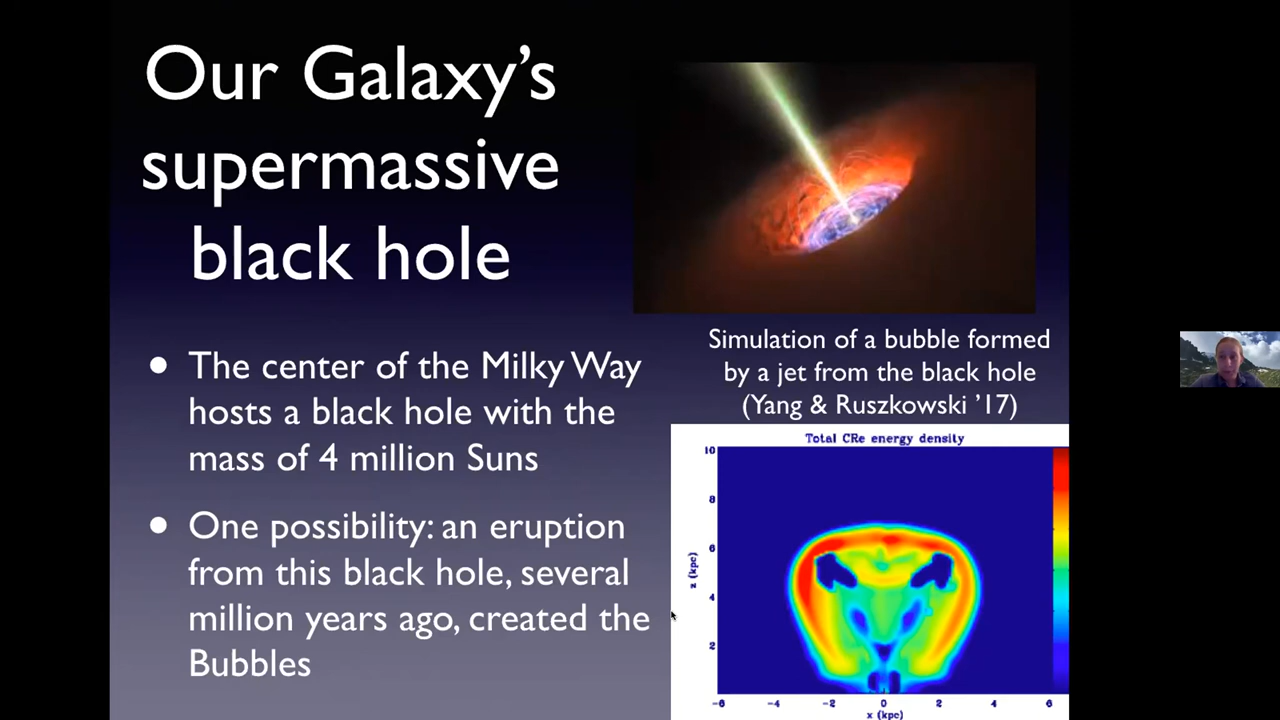 Our Galaxy's
supermassive
black hole
• The center of the Milky Way
hosts a black hole with the
mass of 4 million Suns
• One possibility: an eruption
from this black hole, several
million years ago, created the
Bubbles
Simulation of a bubble formed
by a jet from the black hole
(Yang & Ruszkowski '17)
Total CRe energy density
10
8
6
4
2
z (kpc)
-6 -4 -2 0 2 4 6
x (kpc)